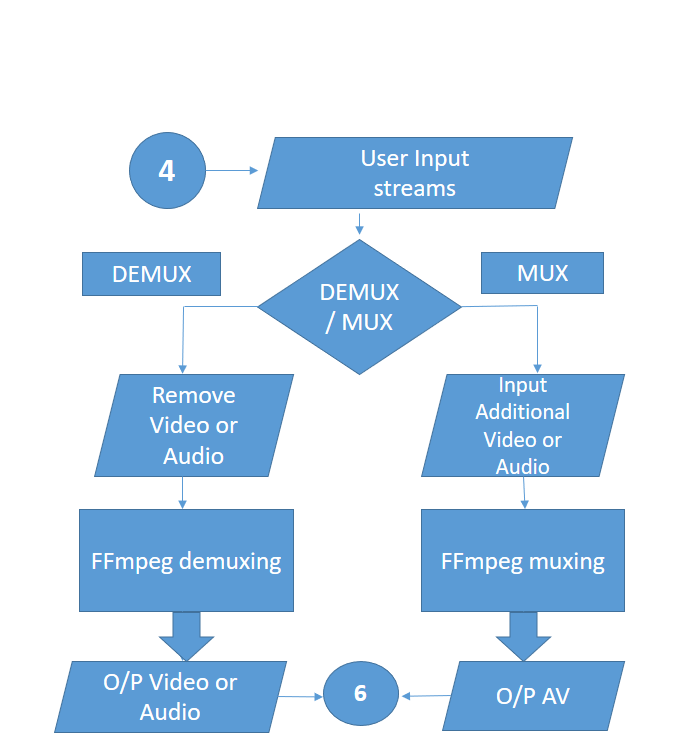 4
User Input
streams
DEMUX
MUX
DEMUX
/ MUX
Remove
Video or
Audio
Input
Additional
Video or
Audio
FFmpeg demuxing
FFmpeg muxing
O/P Video or
Audio
6
O/P AV